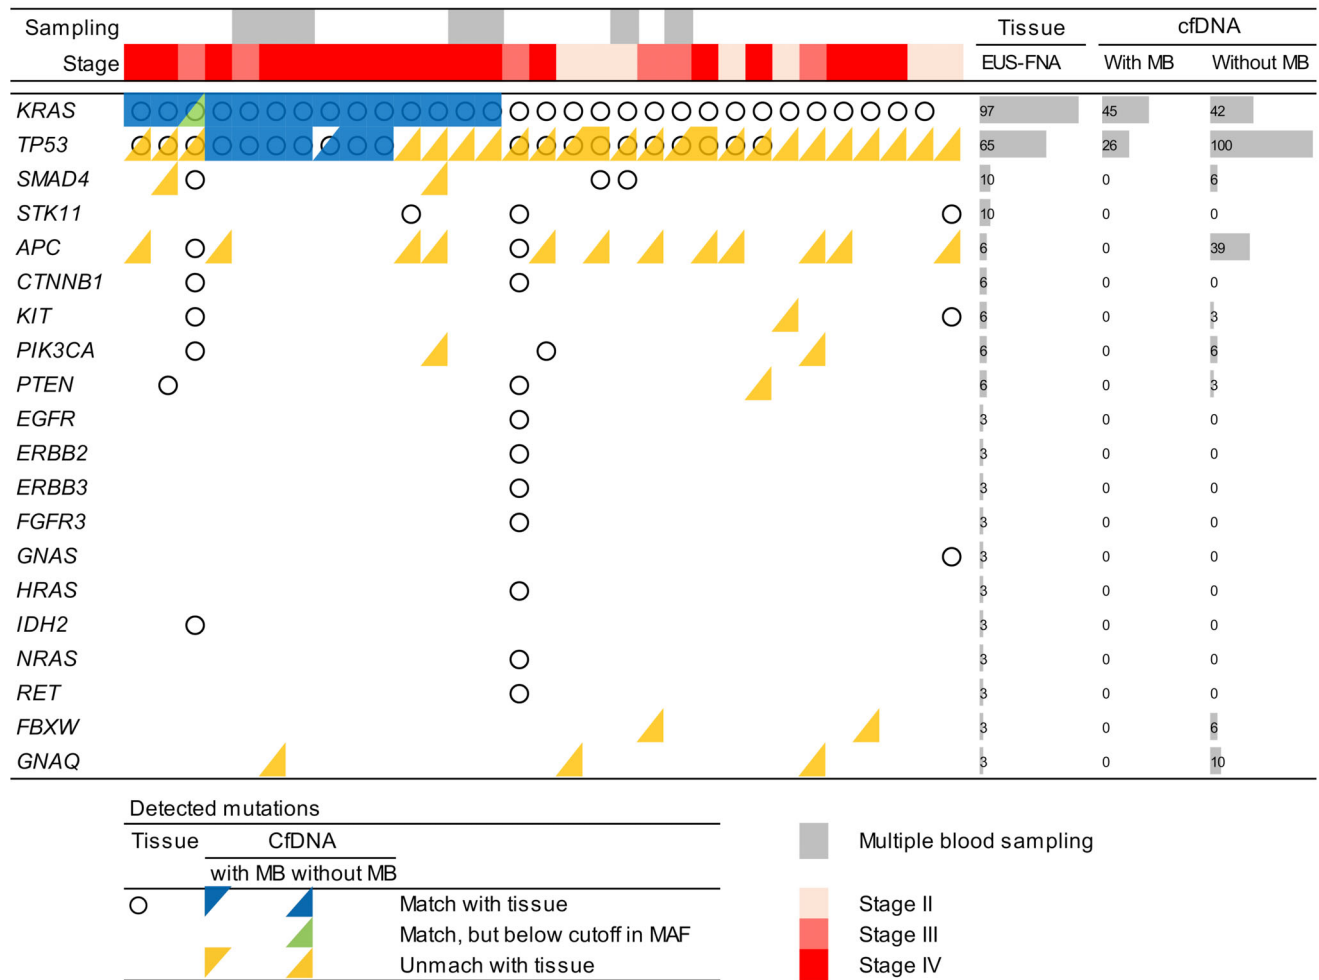 Sampling Tissue cfDNA
Stage EUS-FNA With MB Without MB
KRAS 97 45 42
TP53 65 26 100
SMAD4 10 0 6
STK11 10 0 0
APC 6 0 39
CTNNB1 6 0 0
KIT 6 0 3
PIK3CA 6 0 6
PTEN 6 0 3
EGFR 3 0 0
ERBB2 3 0 0
ERBB3 3 0 0
FGFR3 3 0 0
GNAS 3 0 0
HRAS 3 0 0
IDH2 3 0 0
NRAS 3 0 0
RET 3 0 0
FBXW 3 0 6
GNAQ 3 0 10
Detected mutations
Tissue CfDNA
with MB without MB
Match with tissue
Match, but below cutoff in MAF
Unmach with tissue
Multiple blood sampling
Stage II
Stage III
Stage IV